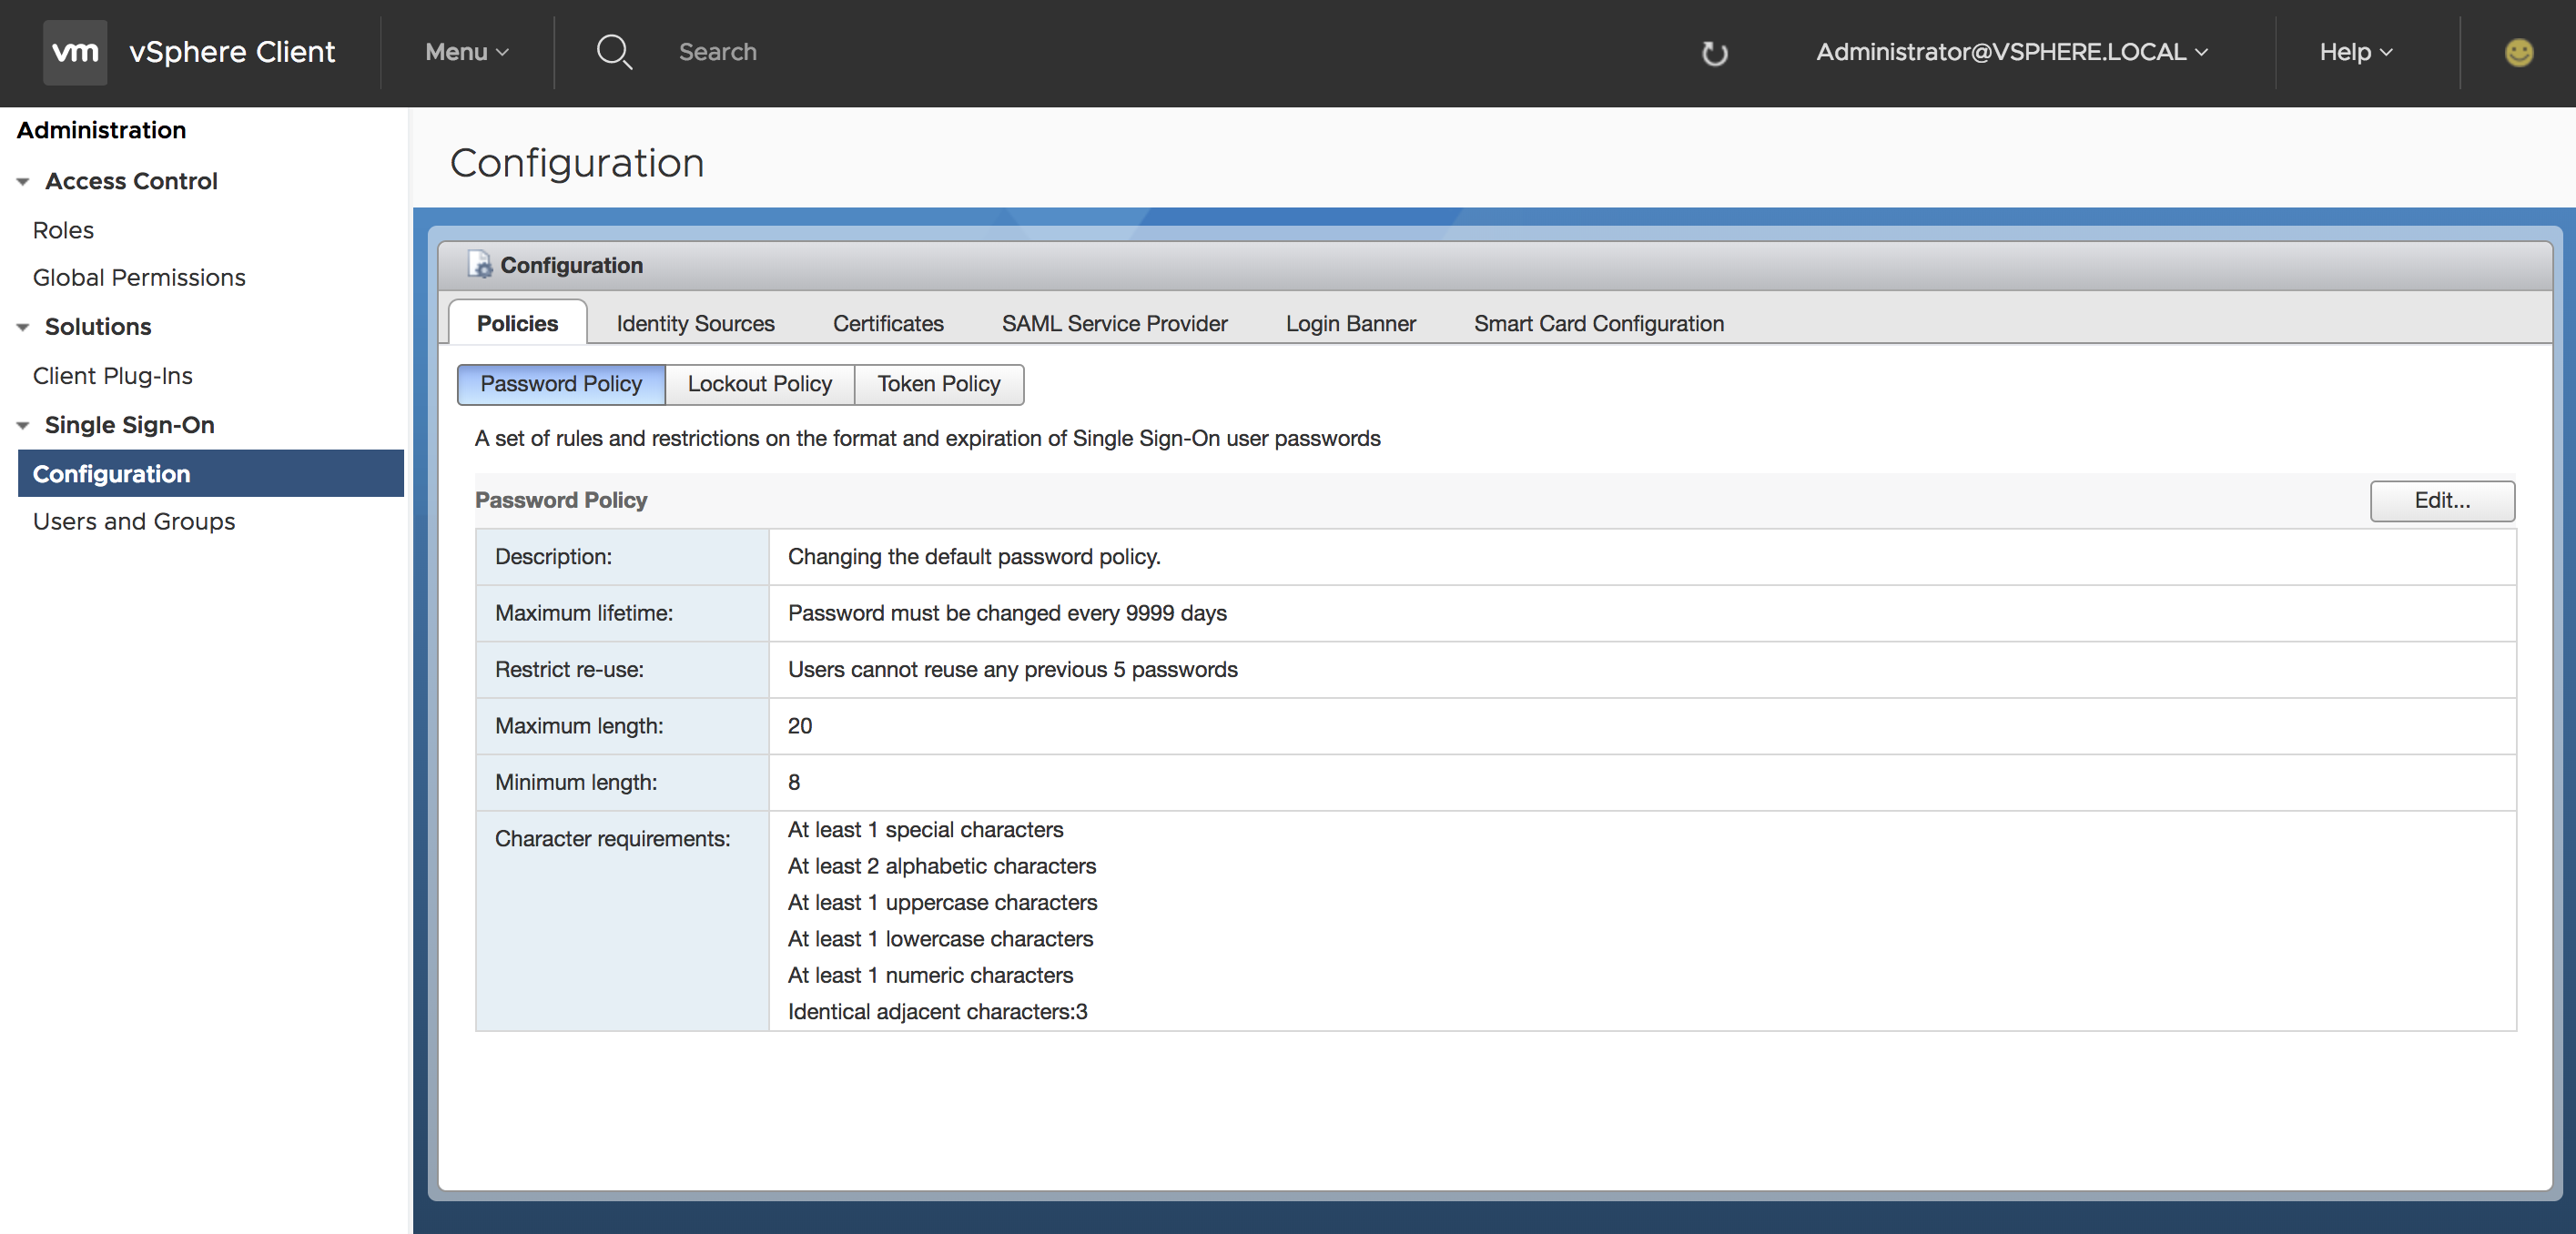 vm vSphere Client Menu Search Administrator@VSPHERE.LOCAL Help
Administration
Access Control
Roles
Global Permissions
Solutions
Client Plug-Ins
Single Sign-On
Configuration
Users and Groups
Configuration
Configuration
Policies Identity Sources Certificates SAML Service Provider Login Banner Smart Card Configuration
Password Policy Lockout Policy Token Policy
A set of rules and restrictions on the format and expiration of Single Sign-On user passwords
Password Policy Edit...
Description: Changing the default password policy.
Maximum lifetime: Password must be changed every 9999 days
Restrict re-use: Users cannot reuse any previous 5 passwords
Maximum length: 20
Minimum length: 8
Character requirements: At least 1 special characters
At least 2 alphabetic characters
At least 1 uppercase characters
At least 1 lowercase characters
At least 1 numeric characters
Identical adjacent characters:3